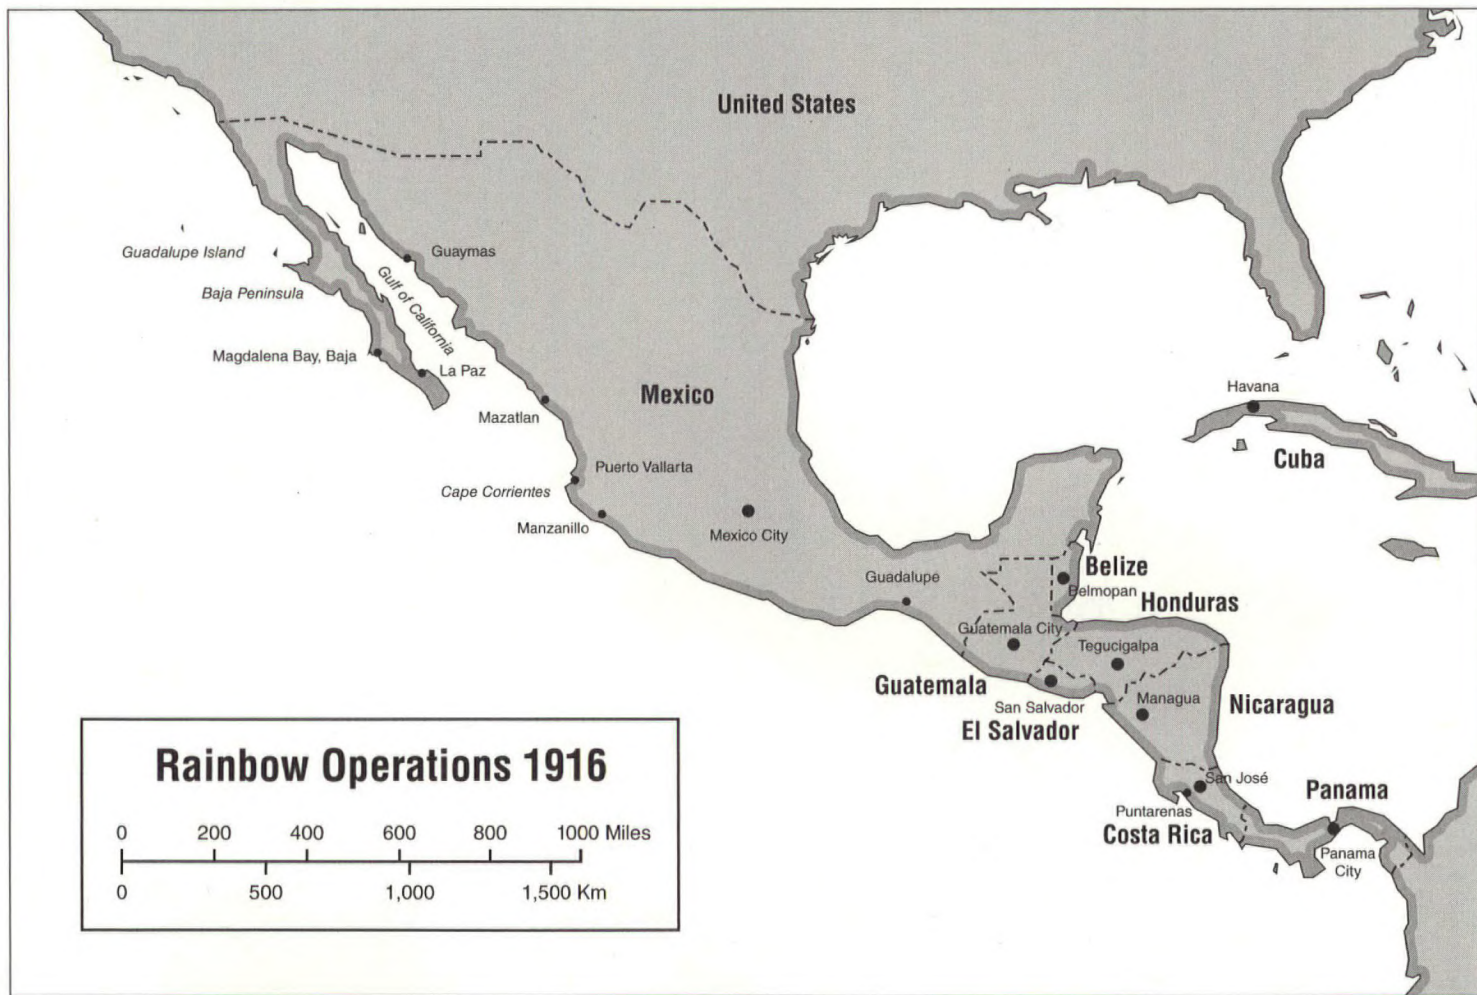 United States
Guadalupe Island
Guaymas
Baja Peninsula
Gulf of California
Magdalena Bay, Baja
La Paz
Mexico
Mazatlan
Havana
Cuba
Puerto Vallarta
Cape Corrientes
Manzanillo
Mexico City
Guadalupe
Belize
Belmopan
Honduras
Guatemala City
Tegucigalpa
Guatemala
San Salvador
Managua
Nicaragua
El Salvador
San José
Panama
Puntarenas
Costa Rica
Panama
City
Rainbow Operations 1916
0 200 400 600 800 1000 Miles
0 500 1,000 1,500 Km